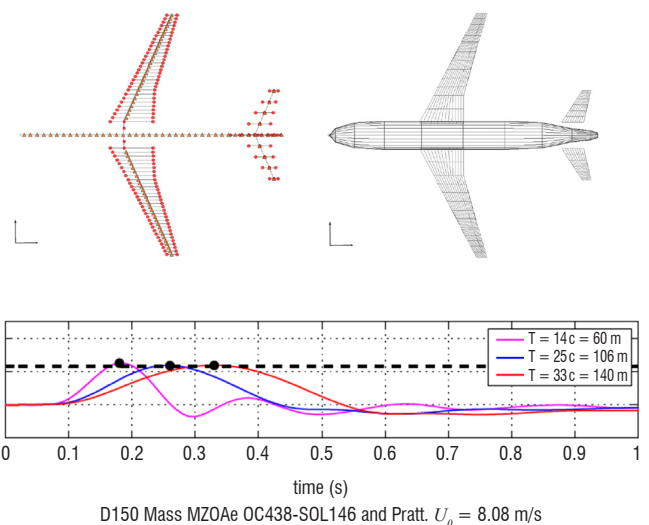 T = 14 c = 60 m
T = 25 c = 106 m
T = 33 c = 140 m
0 0.1 0.2 0.3 0.4 0.5 0.6 0.7 0.8 0.9 1
time (s)
D150 Mass MZOAe OC438-SOL146 and Pratt. U₀ = 8.08 m/s